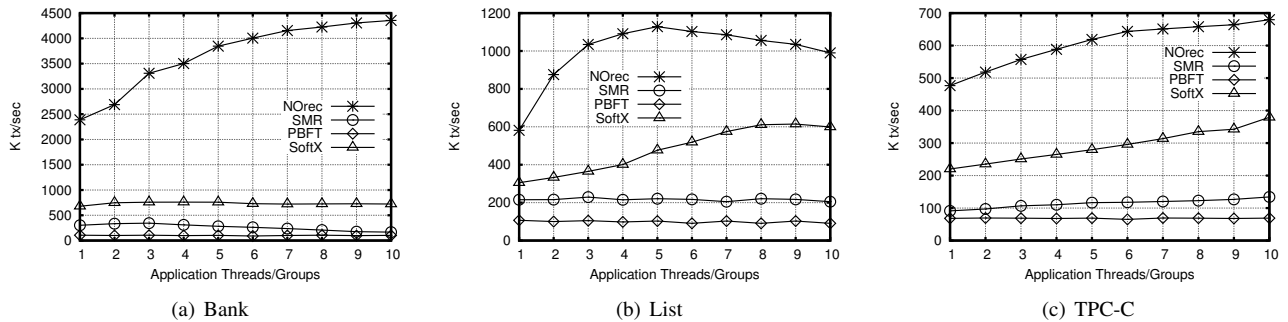 4500
4000
3500
3000
2500
2000
1500
1000
500
0
K tx/sec
NOrec
SMR
PBFT
SoftX
1 2 3 4 5 6 7 8 9 10
Application Threads/Groups
(a) Bank
1200
1000
800
600
400
200
0
K tx/sec
NOrec
SMR
PBFT
SoftX
1 2 3 4 5 6 7 8 9 10
Application Threads/Groups
(b) List
700
600
500
400
300
200
100
0
K tx/sec
NOrec
SMR
PBFT
SoftX
1 2 3 4 5 6 7 8 9 10
Application Threads/Groups
(c) TPC-C